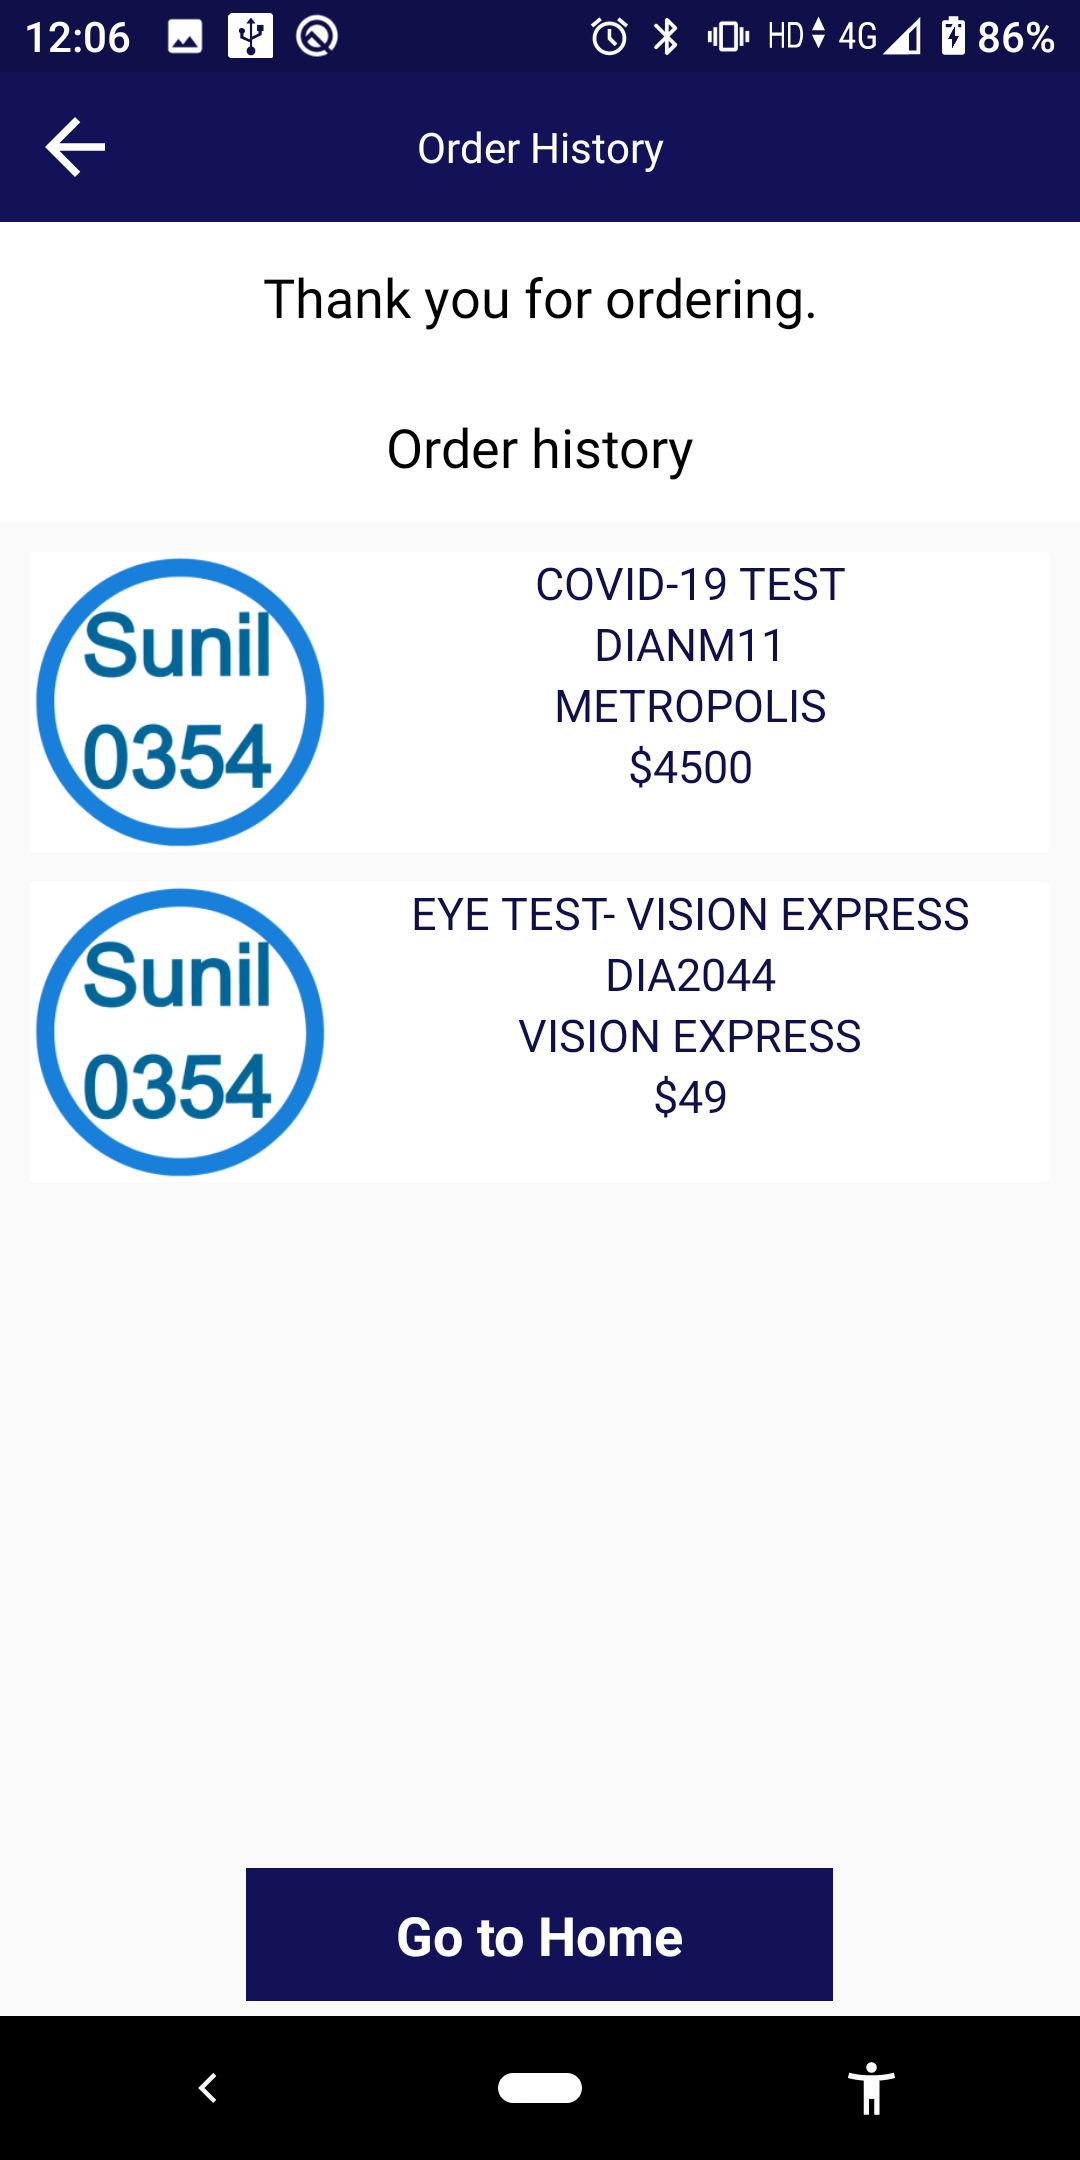 12:06 HD 4G 86%
Order History
Thank you for ordering.
Order history
Sunil
0354
COVID-19 TEST
DIANM11
METROPOLIS
$4500
Sunil
0354
EYE TEST- VISION EXPRESS
DIA2044
VISION EXPRESS
$49
Go to Home